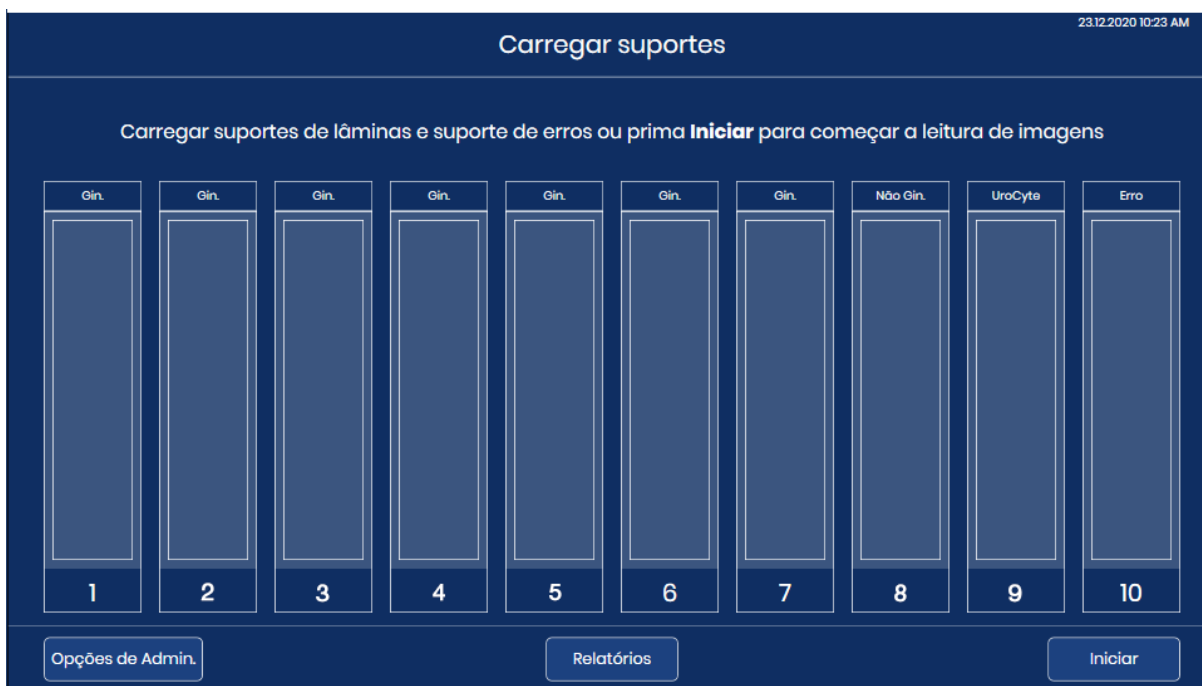 23.12.2020 10:23 AM
Carregar suportes
Carregar suportes de lâminas e suporte de erros ou prima Iniciar para começar a leitura de imagens
Gin. Gin. Gin. Gin. Gin. Gin. Gin. Não Gin. UroCyte Erro
1 2 3 4 5 6 7 8 9 10
Opções de Admin. Relatórios Iniciar